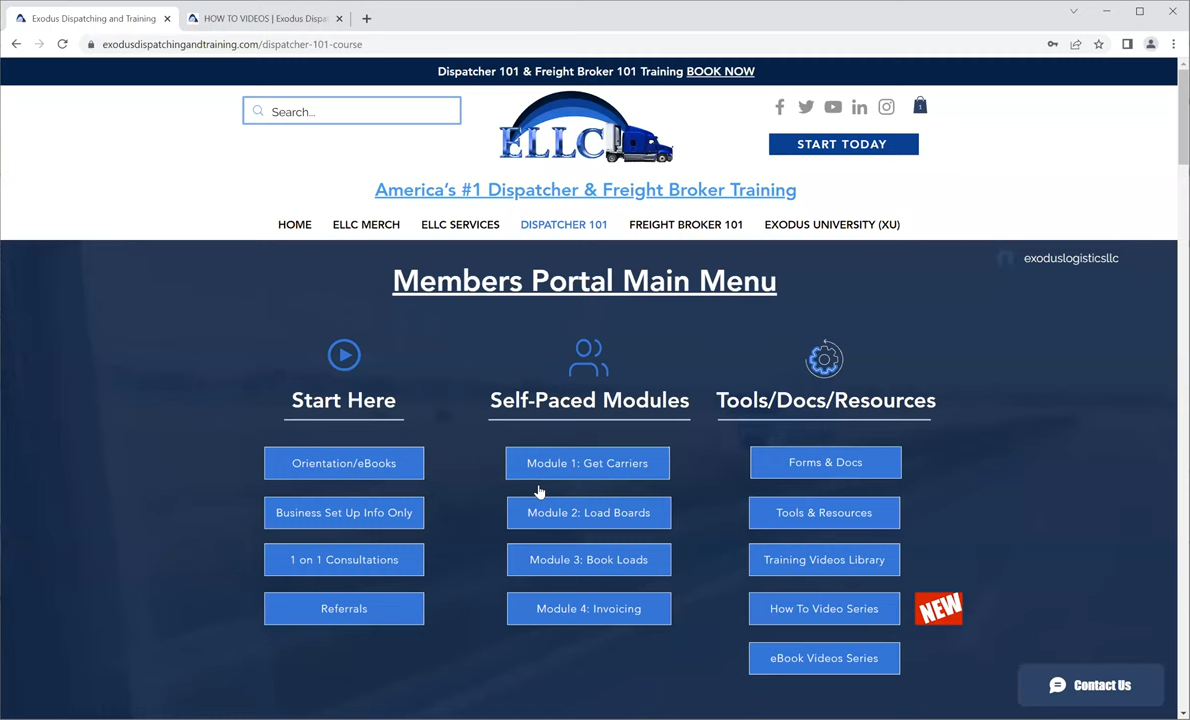 Exodus Dispatching and Training
HOW TO VIDEOS | Exodus Dispa
exodusdispatchingandtraining.com/dispatcher-101-course
Dispatcher 101 & Freight Broker 101 Training BOOK NOW
Search...
ELLC
1
START TODAY
America's #1 Dispatcher & Freight Broker Training
HOME ELLC MERCH ELLC SERVICES DISPATCHER 101 FREIGHT BROKER 101 EXODUS UNIVERSITY (XU)
exoduslogisticsllc
Members Portal Main Menu
Start Here
Orientation/eBooks
Business Set Up Info Only
1 on 1 Consultations
Referrals
Self-Paced Modules
Module 1: Get Carriers
Module 2: Load Boards
Module 3: Book Loads
Module 4: Invoicing
Tools/Docs/Resources
Forms & Docs
Tools & Resources
Training Videos Library
How To Video Series
NEW
eBook Videos Series
Contact Us